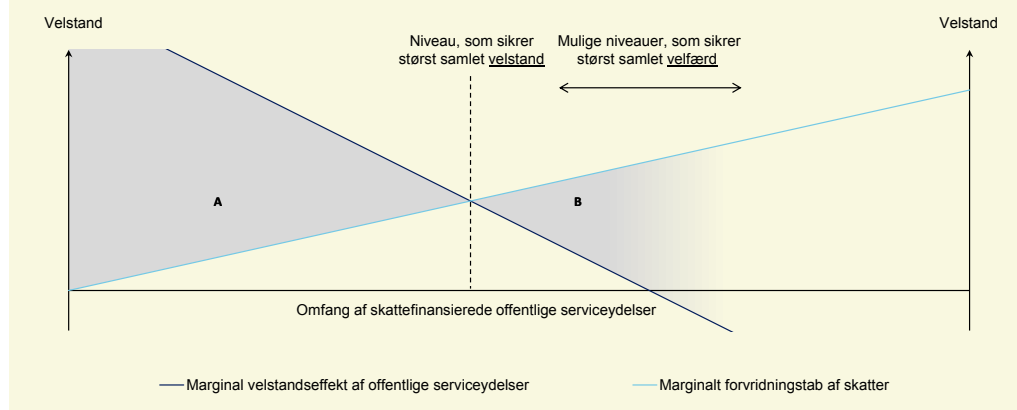 Velstand
Niveau, som sikrer
størst samlet velstand
Mulige niveauer, som sikrer
størst samlet velfærd
Velstand
A
B
Omfang af skattefinansierede offentlige serviceydelser
Marginal velstandseffekt af offentlige serviceydelser
Marginalt forvridningstab af skatter